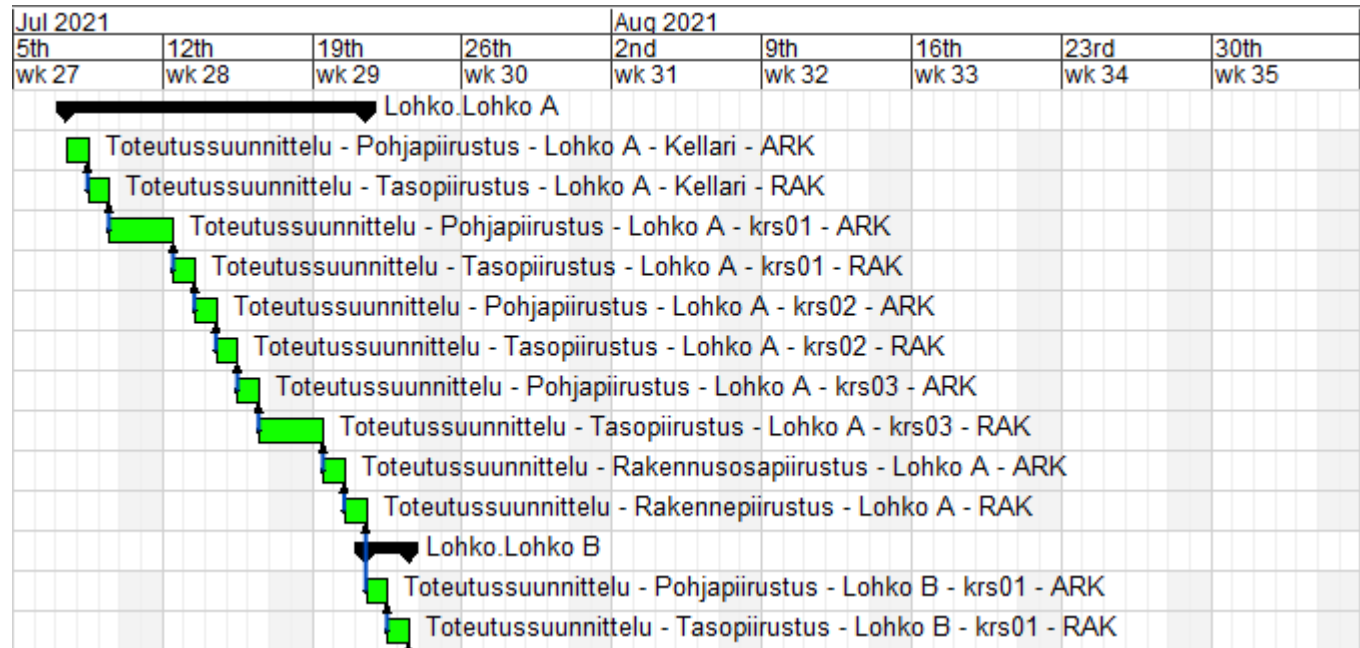 Jul 2021 Aug 2021
5th 12th 19th 26th 2nd 9th 16th 23rd 30th
wk 27 wk 28 wk 29 wk 30 wk 31 wk 32 wk 33 wk 34 wk 35
Lohko.Lohko A
Toteutussuunnittelu - Pohjapiirustus - Lohko A - Kellari - ARK
Toteutussuunnittelu - Tasopiirustus - Lohko A - Kellari - RAK
Toteutussuunnittelu - Pohjapiirustus - Lohko A - krs01 - ARK
Toteutussuunnittelu - Tasopiirustus - Lohko A - krs01 - RAK
Toteutussuunnittelu - Pohjapiirustus - Lohko A - krs02 - ARK
Toteutussuunnittelu - Tasopiirustus - Lohko A - krs02 - RAK
Toteutussuunnittelu - Pohjapiirustus - Lohko A - krs03 - ARK
Toteutussuunnittelu - Tasopiirustus - Lohko A - krs03 - RAK
Toteutussuunnittelu - Rakennusosapiirustus - Lohko A - ARK
Toteutussuunnittelu - Rakennepiirustus - Lohko A - RAK
Lohko.Lohko B
Toteutussuunnittelu - Pohjapiirustus - Lohko B - krs01 - ARK
Toteutussuunnittelu - Tasopiirustus - Lohko B - krs01 - RAK